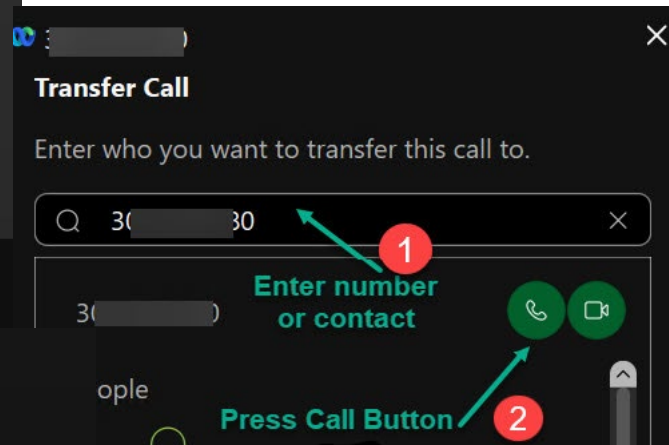 Transfer Call
Enter who you want to transfer this call to.
1
Enter number
or contact
Press Call Button
2